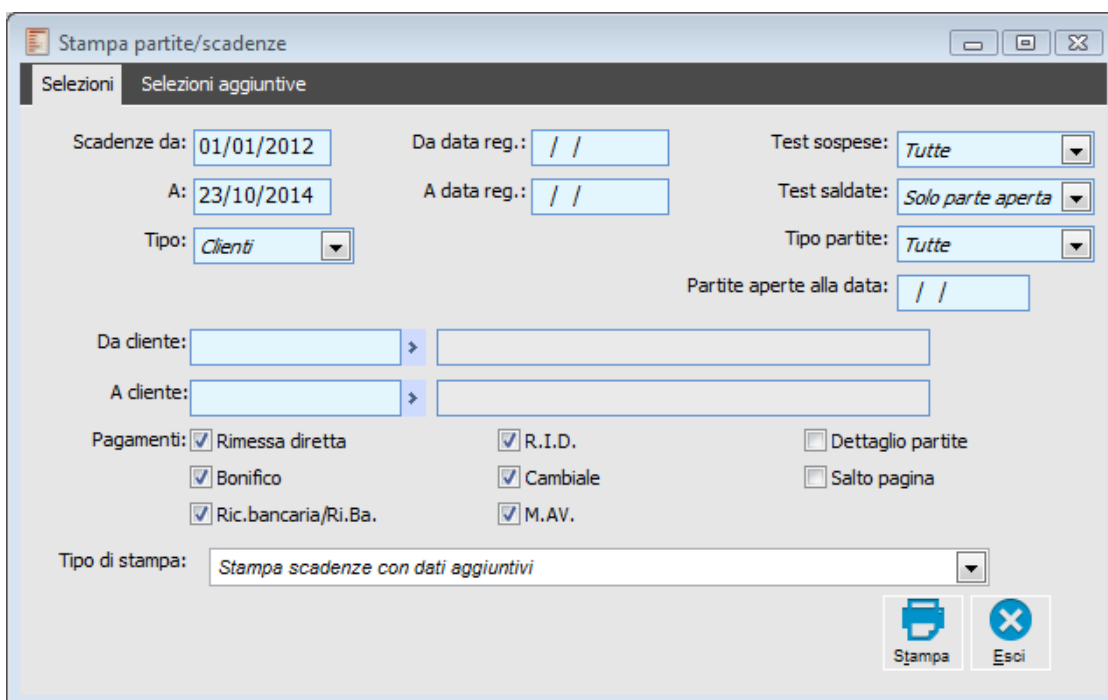 Stampa partite/scadenze
Selezioni Selezioni aggiuntive
Scadenze da: 01/01/2012 Da data reg.: / / Test sospese: Tutte
A: 23/10/2014 A data reg.: / / Test saldate: Solo parte aperta
Tipo: Clienti Tipo partite: Tutte
Partite aperte alla data: / /
Da cliente:
A cliente:
Pagamenti: Rimessa diretta R.I.D. Dettaglio partite
Bonifico Cambiale Salto pagina
Ric.bancaria/Ri.Ba. M.AV.
Tipo di stampa: Stampa scadenze con dati aggiuntivi
Stampa Esci